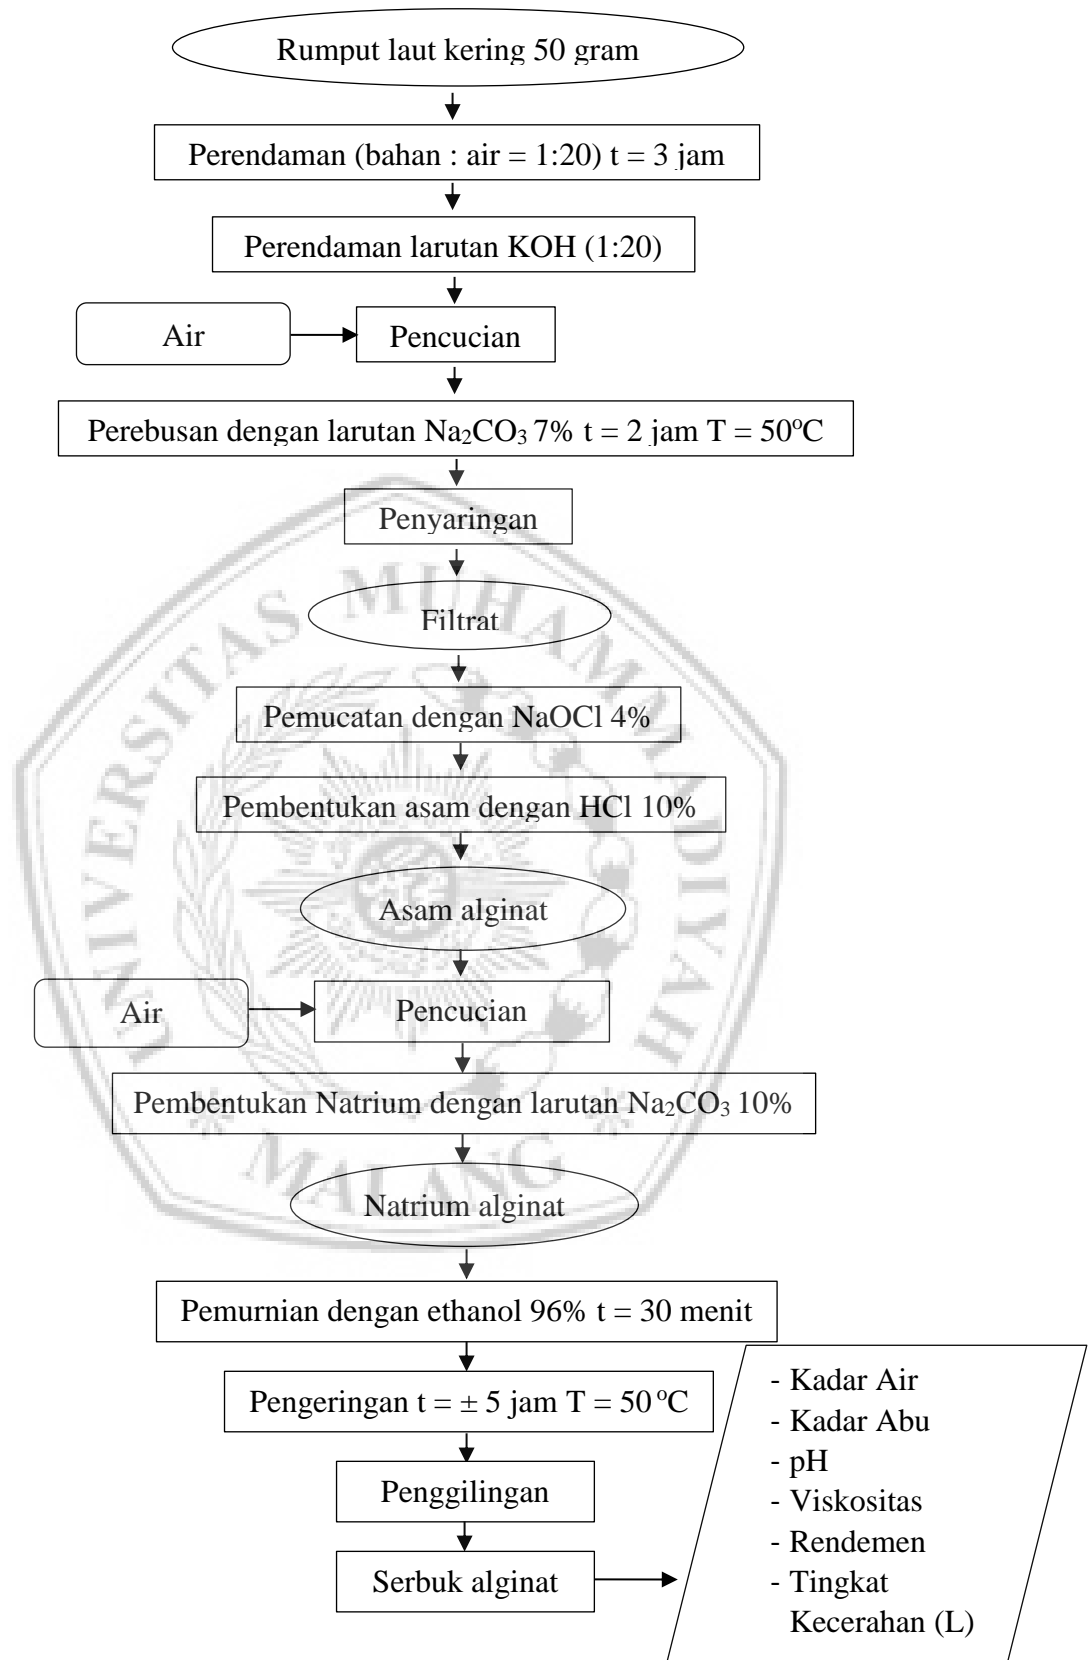 Rumput laut kering 50 gram
Perendaman (bahan : air = 1:20) t = 3 jam
Perendaman larutan KOH (1:20)
Air
Pencucian
Perebusan dengan larutan Na₂CO₃ 7% t = 2 jam T = 50ºC
Penyaringan
Filtrat
Pemucatan dengan NaOCl 4%
Pembentukan asam dengan HCl 10%
Asam alginat
Air
Pencucian
Pembentukan Natrium dengan larutan Na₂CO₃ 10%
Natrium alginat
Pemurnian dengan ethanol 96% t = 30 menit
Pengeringan t = ± 5 jam T = 50 ºC
Penggilingan
Serbuk alginat
- Kadar Air
- Kadar Abu
- pH
- Viskositas
- Rendemen
- Tingkat
Kecerahan (L)
UNIVERSITAS MUHAMMADIYAH
MALANG